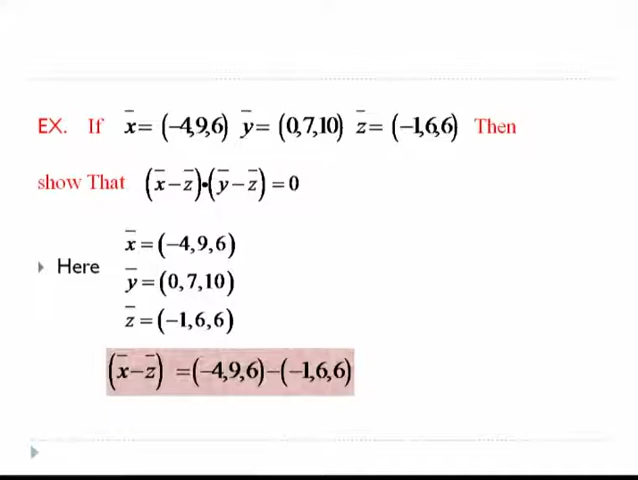 EX. If x̄ = (−4,9,6) ȳ = (0,7,10) z̄ = (−1,6,6) Then
show That (x̄ − z̄)•(ȳ − z̄) = 0
x̄ = (−4, 9, 6)
Here
ȳ = (0, 7, 10)
z̄ = (−1, 6, 6)
(x̄ − z̄) = (−4,9,6) − (−1,6,6)